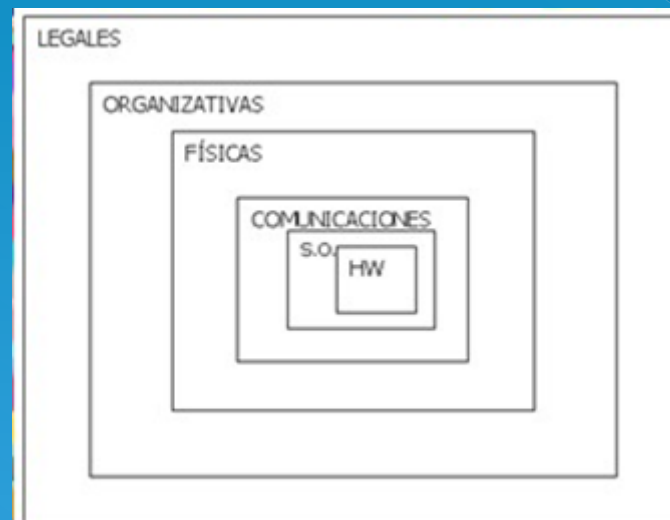 LEGALES
ORGANIZATIVAS
FÍSICAS
COMUNICACIONES
S.O.
HW